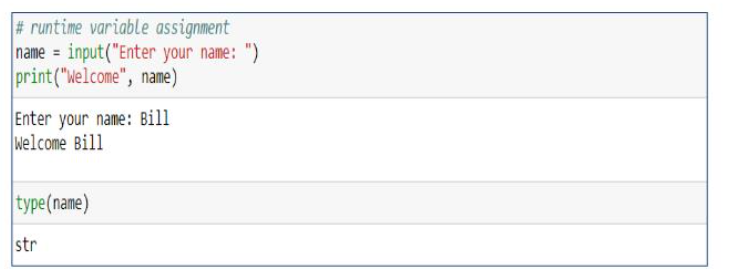 # runtime variable assignment
name = input("Enter your name: ")
print("Welcome", name)
Enter your name: Bill
Welcome Bill
type(name)
str